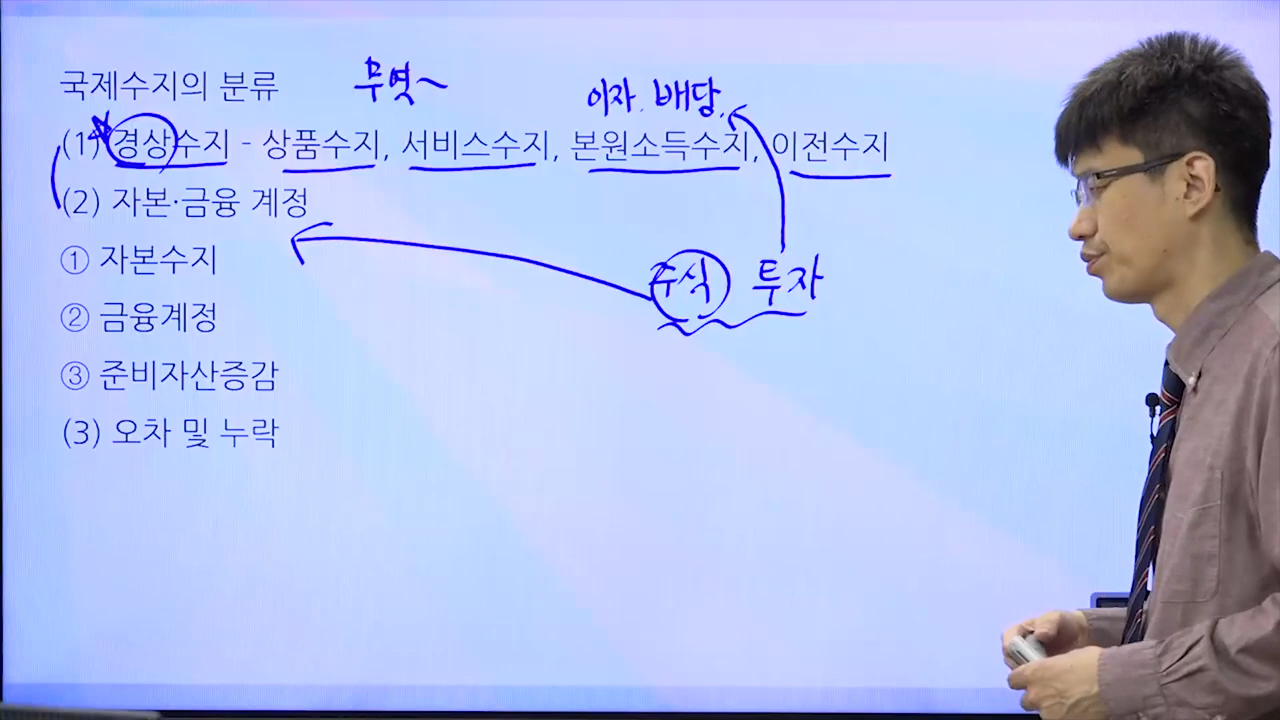 국제수지의 분류
무역~
이자, 배당,
(1) 경상수지 - 상품수지, 서비스수지, 본원소득수지, 이전수지
(2) 자본·금융 계정
① 자본수지
주식 투자
② 금융계정
③ 준비자산증감
(3) 오차 및 누락